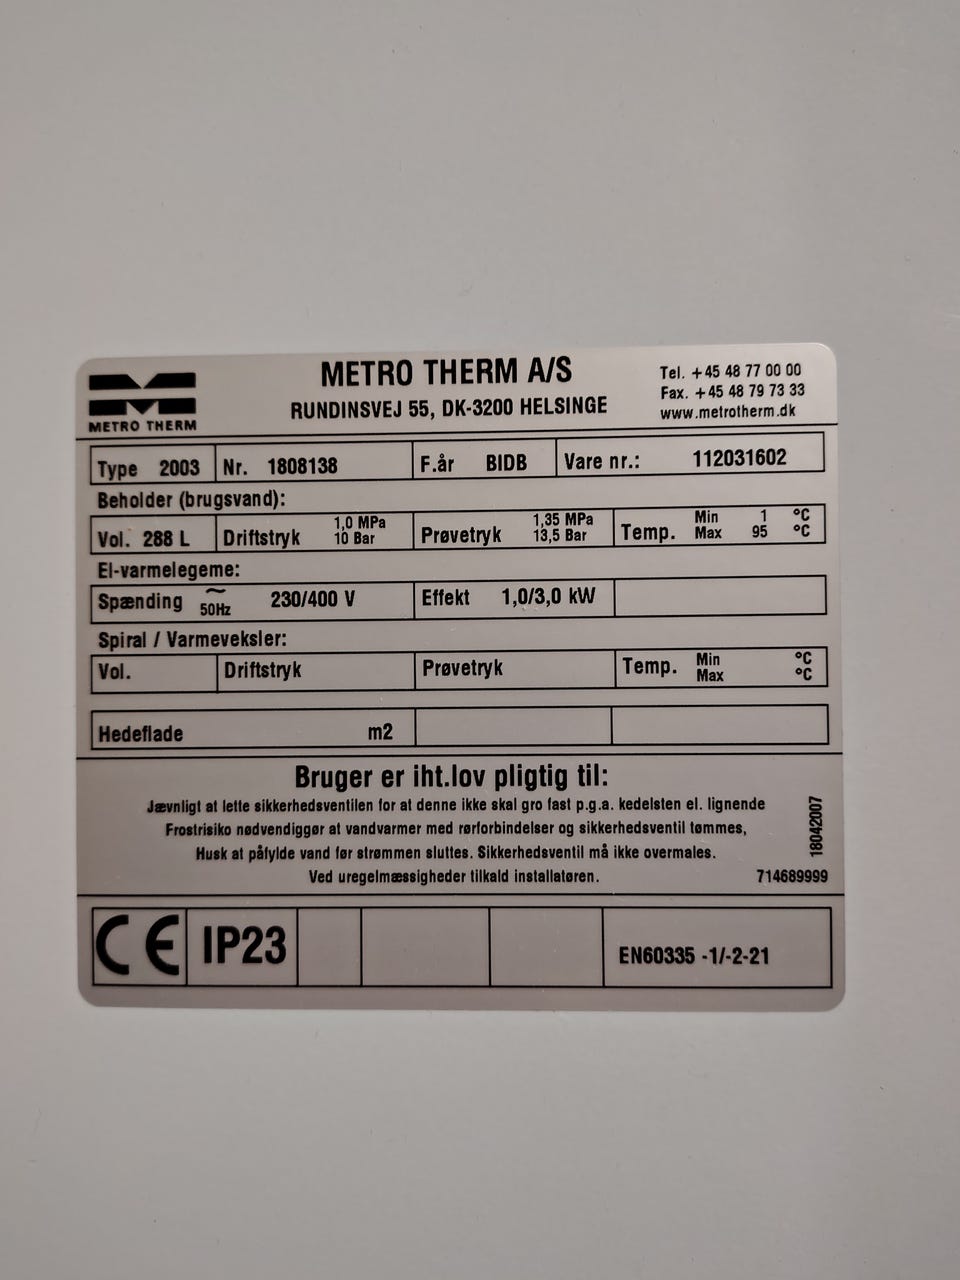 METRO THERM
METRO THERM A/S
RUNDINSVEJ 55, DK-3200 HELSINGE
Tel. +45 48 77 00 00
Fax. +45 48 79 73 33
www.metrotherm.dk
Type 2003 Nr. 1808138 F.år BIDB Vare nr.: 112031602
Beholder (brugsvand):
Vol. 288 L Driftstryk 1,0 MPa 10 Bar Prøvetryk 1,35 MPa 13,5 Bar Temp. Min 1 °C Max 95 °C
El-varmelegeme:
Spænding ~ 50Hz 230/400 V Effekt 1,0/3,0 kW
Spiral / Varmeveksler:
Vol. Driftstryk Prøvetryk Temp. Min °C Max °C
Hedeflade m2
Bruger er iht.lov pligtig til:
Jævnligt at lette sikkerhedsventilen for at denne ikke skal gro fast p.g.a. kedelsten el. lignende
Frostrisiko nødvendiggør at vandvarmer med rørforbindelser og sikkerhedsventil tømmes,
Husk at påfylde vand før strømmen sluttes. Sikkerhedsventil må ikke overmales.
Ved uregelmæssigheder tilkald installatøren.
18042007
714689999
CE IP23 EN60335 -1/-2-21